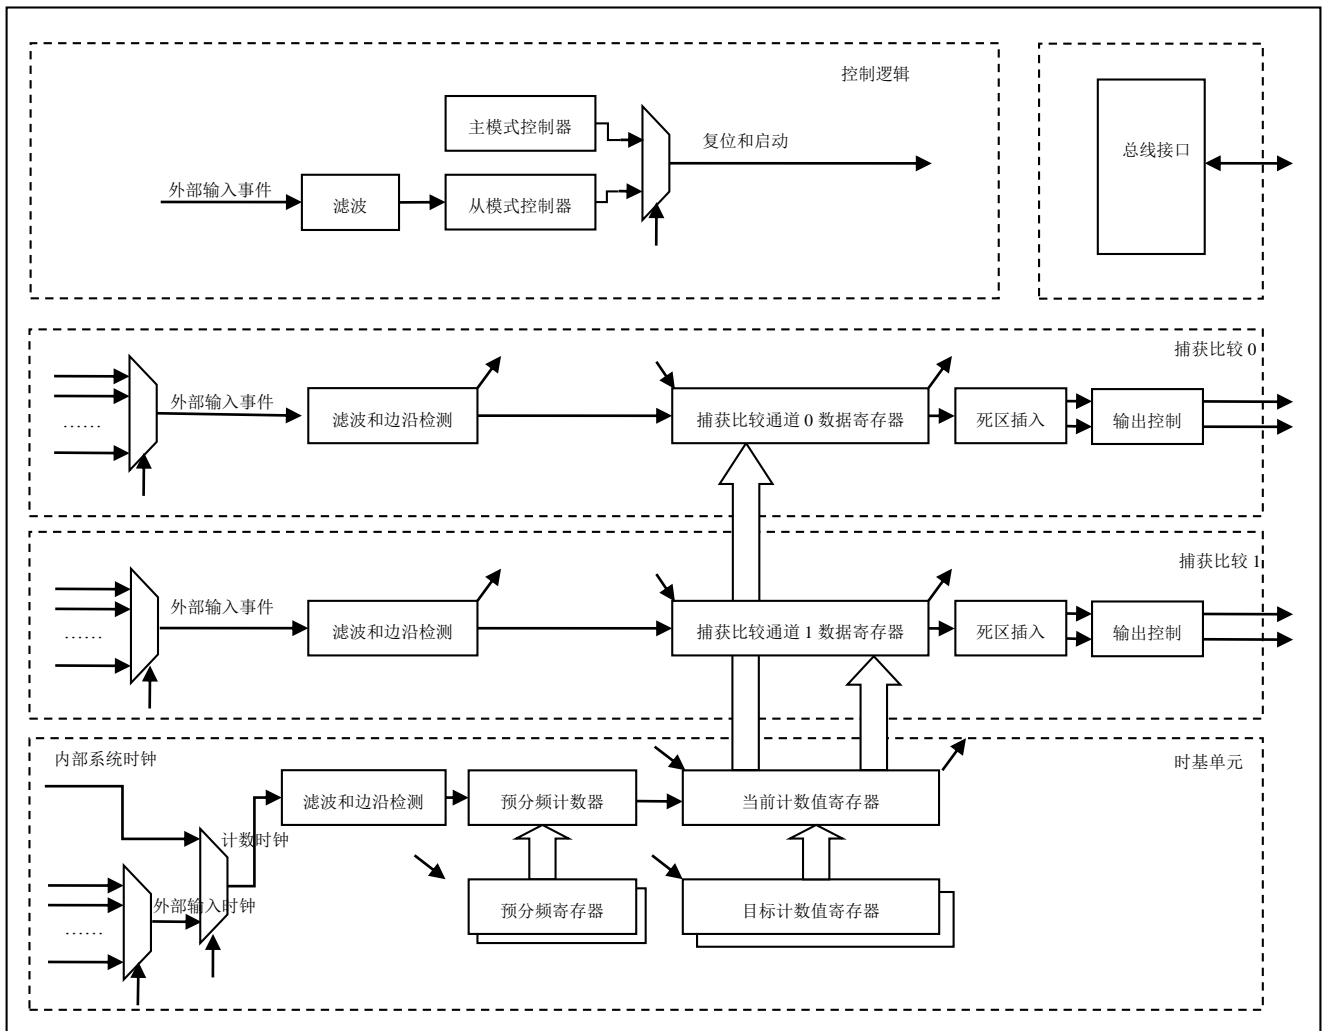 控制逻辑
主模式控制器
复位和启动
总线接口
外部输入事件
滤波
从模式控制器
捕获比较 0
外部输入事件
滤波和边沿检测
捕获比较通道 0 数据寄存器
死区插入
输出控制
......
捕获比较 1
外部输入事件
滤波和边沿检测
捕获比较通道 1 数据寄存器
死区插入
输出控制
......
内部系统时钟
时基单元
滤波和边沿检测
预分频计数器
当前计数值寄存器
计数时钟
外部输入时钟
预分频寄存器
目标计数值寄存器
......